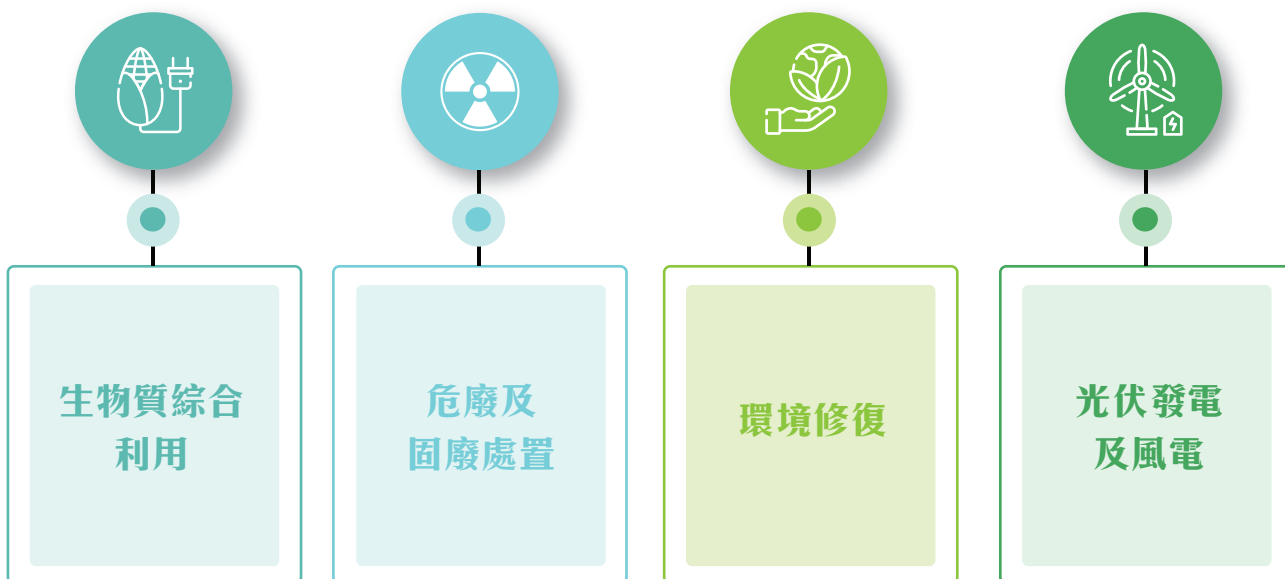 生物質綜合
利用
危廢及
固廢處置
環境修復
光伏發電
及風電